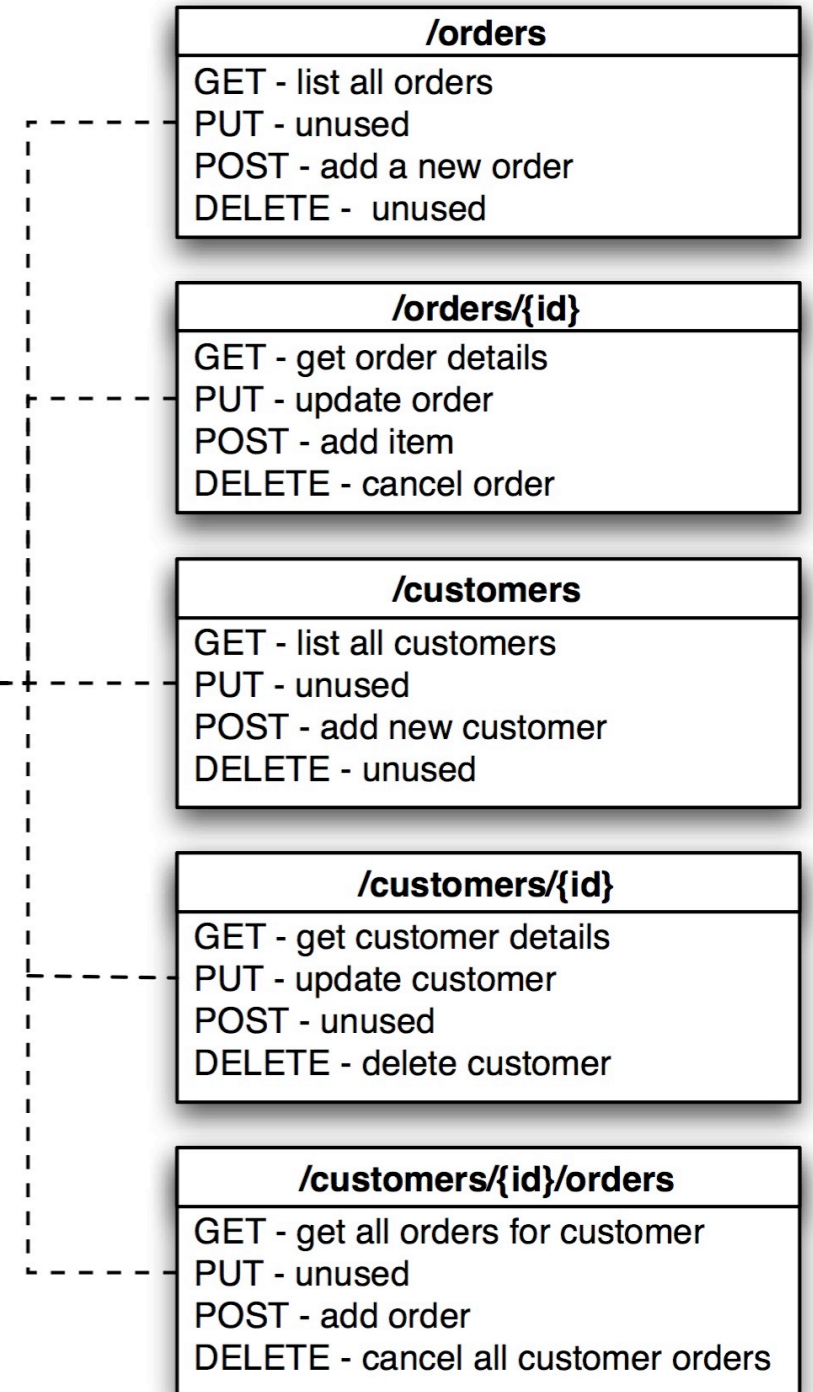 /orders
GET - list all orders
PUT - unused
POST - add a new order
DELETE -  unused
/orders/{id}
GET - get order details
PUT - update order
POST - add item
DELETE - cancel order
/customers
GET - list all customers
PUT - unused
POST - add new customer
DELETE - unused
/customers/{id}
GET - get customer details
PUT - update customer
POST - unused
DELETE - delete customer
/customers/{id}/orders
GET - get all orders for customer
PUT - unused
POST - add order
DELETE - cancel all customer orders